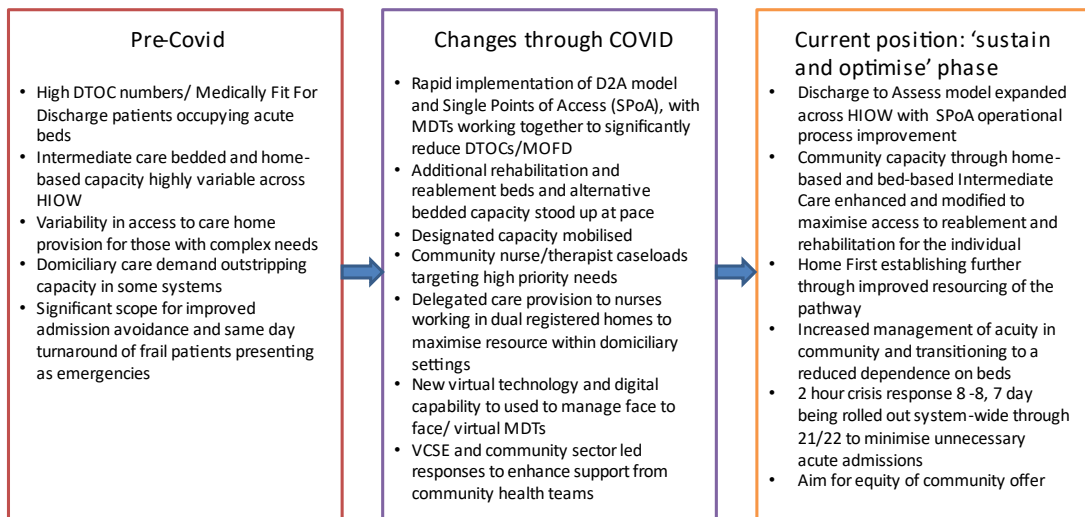 Pre-Covid
• High DTOC numbers/ Medically Fit For
Discharge patients occupying acute
beds
• Intermediate care bedded and home-
based capacity highly variable across
HIOW
• Variability in access to care home
provision for those with complex needs
• Domiciliary care demand outstripping
capacity in some systems
• Significant scope for improved
admission avoidance and same day
turnaround of frail patients presenting
as emergencies
Changes through COVID
• Rapid implementation of D2A model
and Single Points of Access (SPoA), with
MDTs working together to significantly
reduce DTOCs/MOFD
• Additional rehabilitation and
reablement beds and alternative
bedded capacity stood up at pace
• Designated capacity mobilised
• Community nurse/therapist caseloads
targeting high priority needs
• Delegated care provision to nurses
working in dual registered homes to
maximise resource within domiciliary
settings
• New virtual technology and digital
capability to used to manage face to
face/ virtual MDTs
• VCSE and community sector led
responses to enhance support from
community health teams
Current position: ‘sustain
and optimise’ phase
• Discharge to Assess model expanded
across HIOW with SPoA operational
process improvement
• Community capacity through home-
based and bed-based Intermediate
Care enhanced and modified to
maximise access to reablement and
rehabilitation for the individual
• Home First establishing further
through improved resourcing of the
pathway
• Increased management of acuity in
community and transitioning to a
reduced dependence on beds
• 2 hour crisis response 8 -8, 7 day
being rolled out system-wide through
21/22 to minimise unnecessary
acute admissions
• Aim for equity of community offer